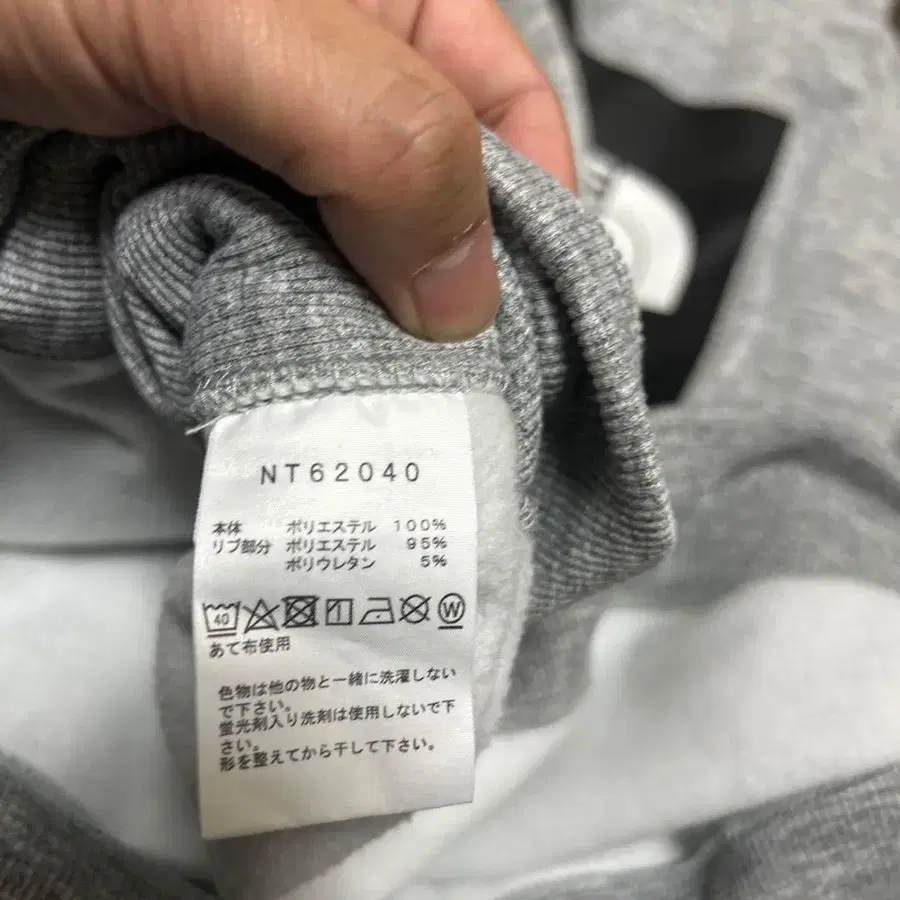 NT62040
本体 ポリエステル 100%
リブ部分 ポリエステル 95%
ポリウレタン 5%
40 W
あて布使用
色物は他の物と一緒に洗濯しない
で下さい。
蛍光剤入り洗剤は使用しないで下
さい。
形を整えてから干して下さい。